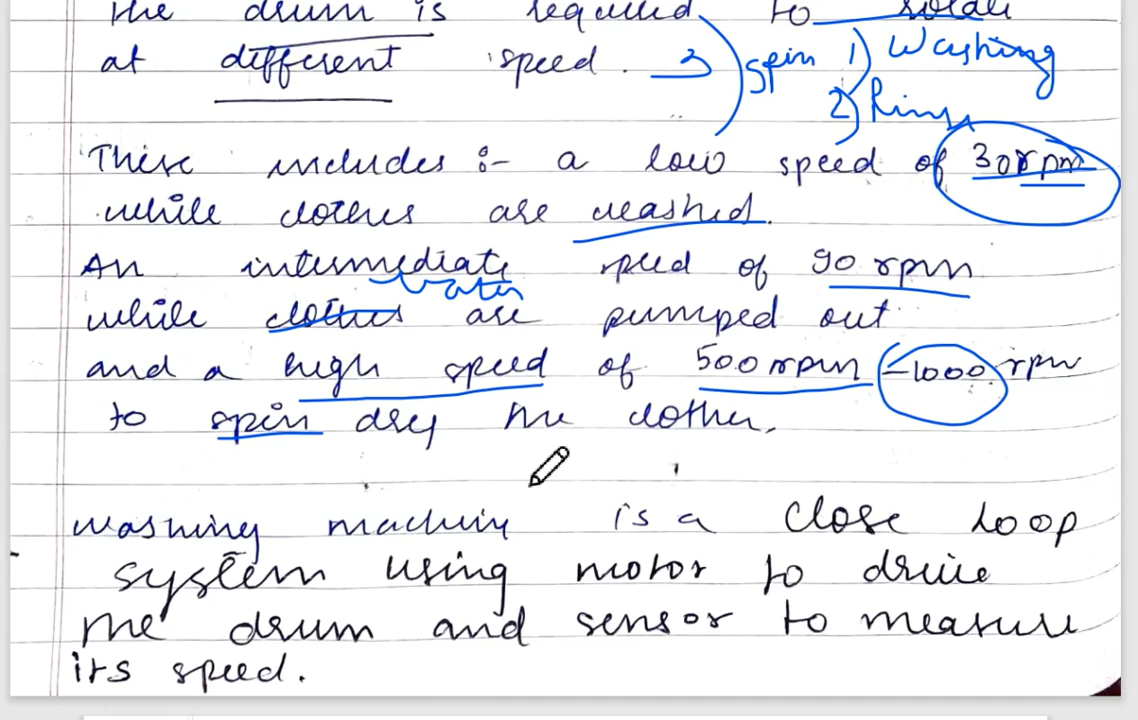 the drum is required to rotate
at different speed. → spin 1) Washing
2) Rinse
These includes :- a low speed of 30rpm
while clothes are washed.
An intermediate speed of 90 rpm
water
while clothes are pumped out
and a high speed of 500 rpm -1000 rpm
to spin dry the clothes.
washing machine is a close loop
system using motor to drive
the drum and sensor to measure
its speed.